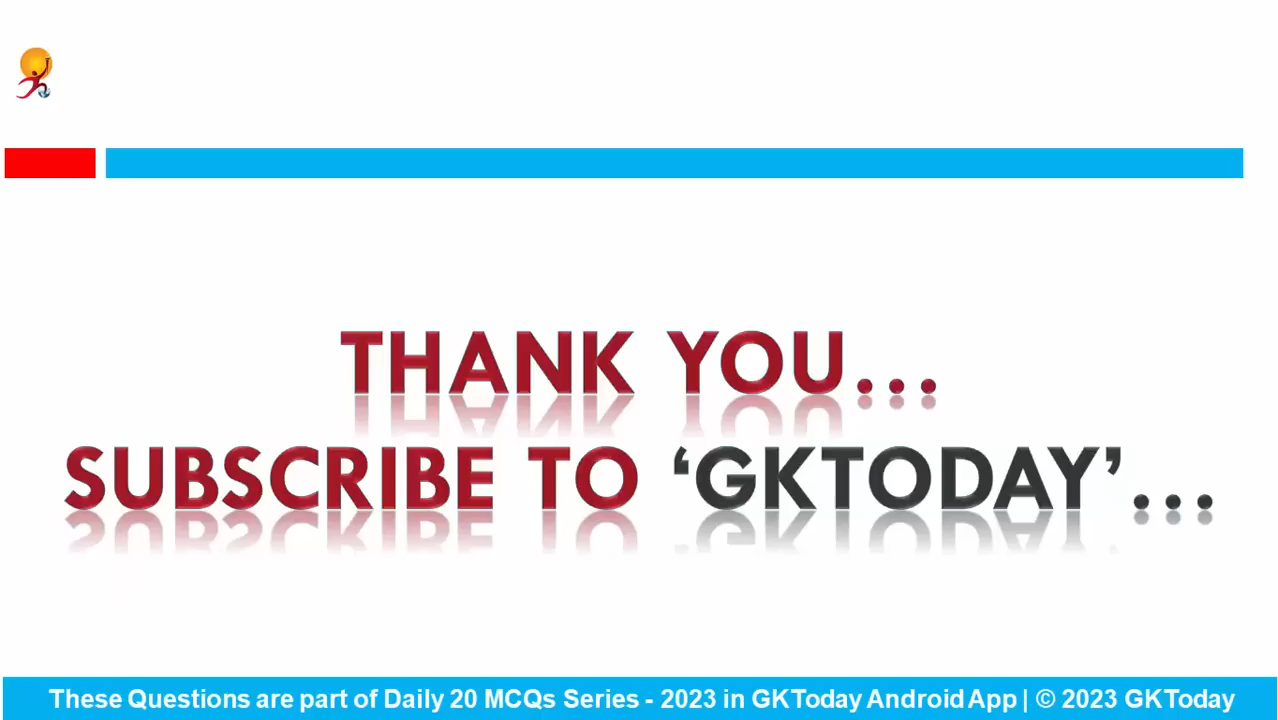 THANK YOU...
SUBSCRIBE TO ‘GKTODAY’...
These Questions are part of Daily 20 MCQs Series - 2023 in GKToday Android App | © 2023 GKToday